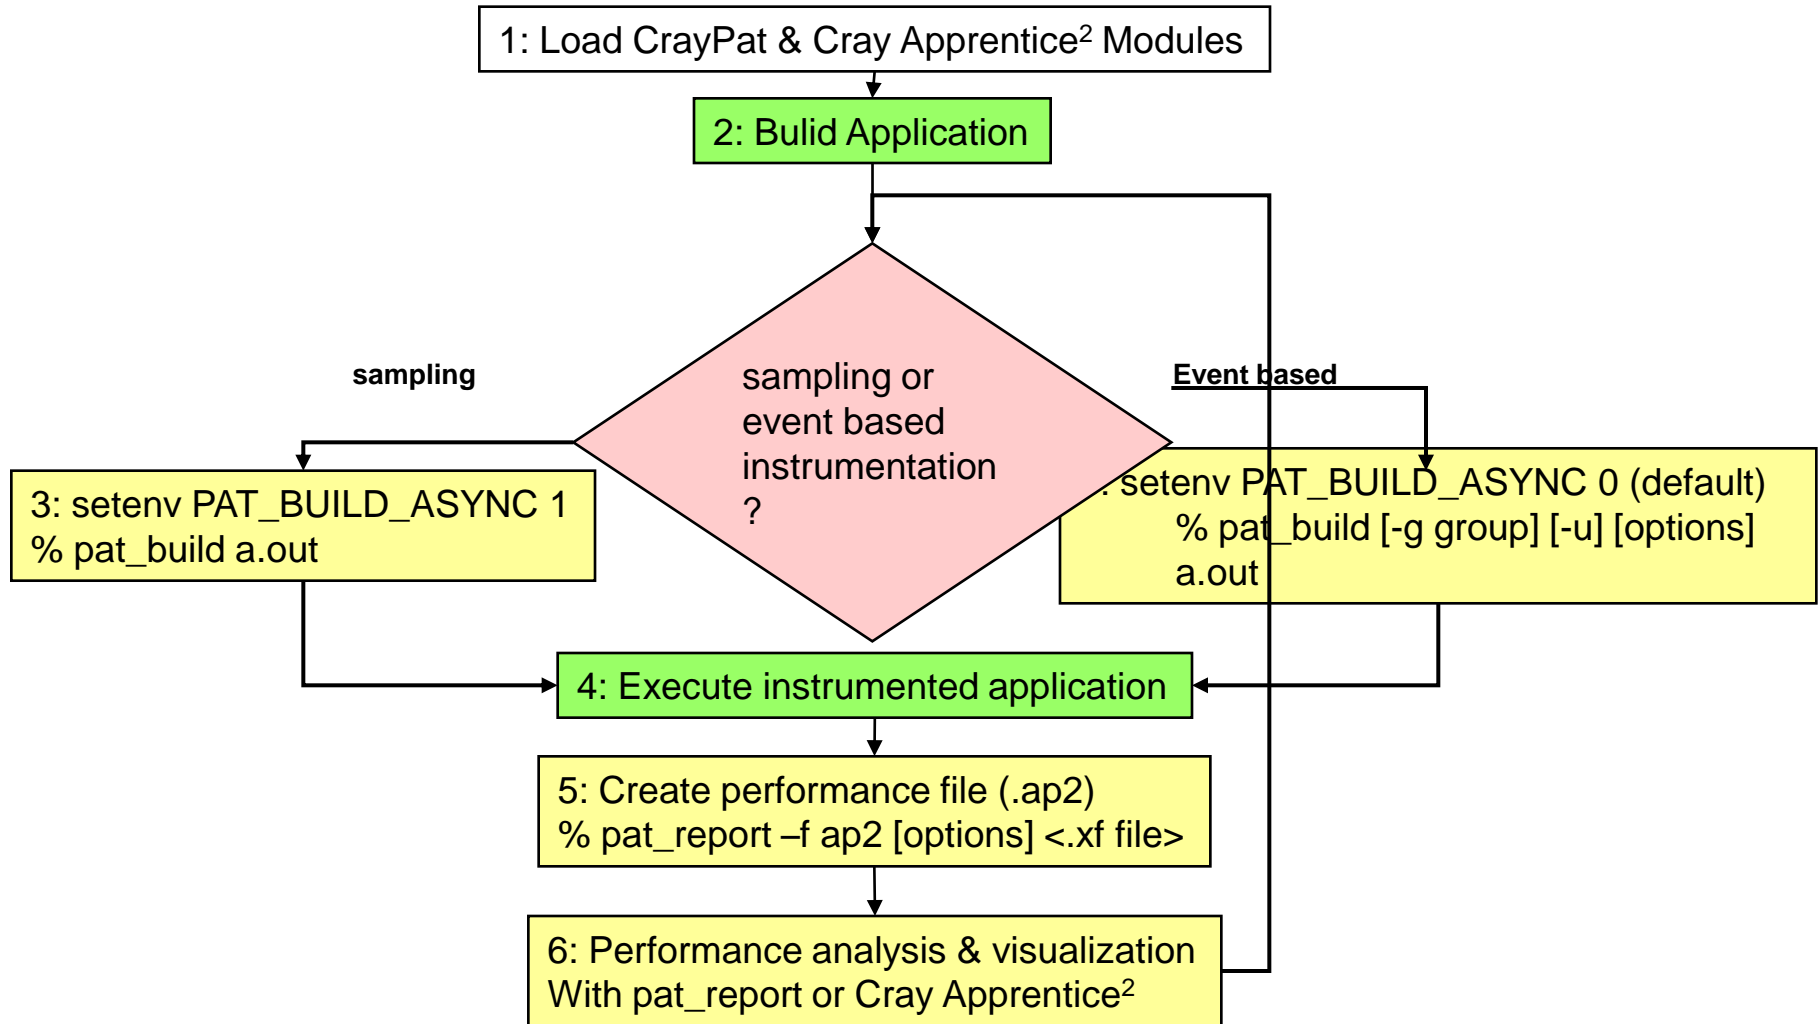 1: Load CrayPat & Cray Apprentice² Modules
2: Bulid Application
sampling
sampling or
event based
instrumentation
?
Event based
3: setenv PAT_BUILD_ASYNC 1
% pat_build a.out
: setenv PAT_BUILD_ASYNC 0 (default)
% pat_build [-g group] [-u] [options]
a.out
4: Execute instrumented application
5: Create performance file (.ap2)
% pat_report –f ap2 [options] <.xf file>
6: Performance analysis & visualization
With pat_report or Cray Apprentice²